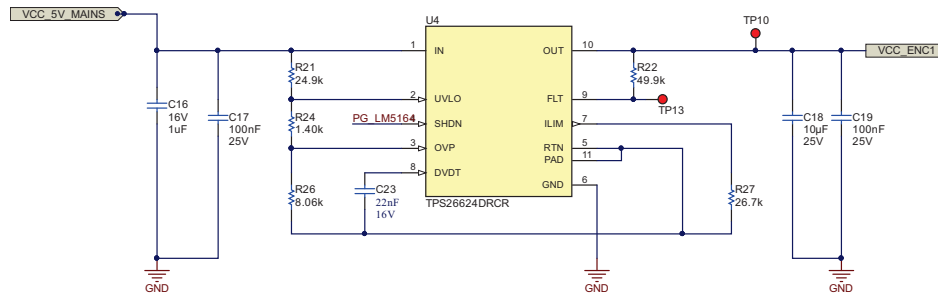 VCC_5V_MAINS
TP10
U4
1 IN OUT 10
VCC_ENC1
R21
24.9k
R22
49.9k
C16
16V
1uF
C17
100nF
25V
2 UVLO FLT 9
TP13
R24
1.40k
PG_LM5164 4 SHDN ILIM 7
C18
10µF
25V
C19
100nF
25V
3 OVP RTN 5
PAD 11
8 DVDT
R26
8.06k
C23
22nF
16V
GND 6
R27
26.7k
TPS26624DRCR
GND
GND
GND